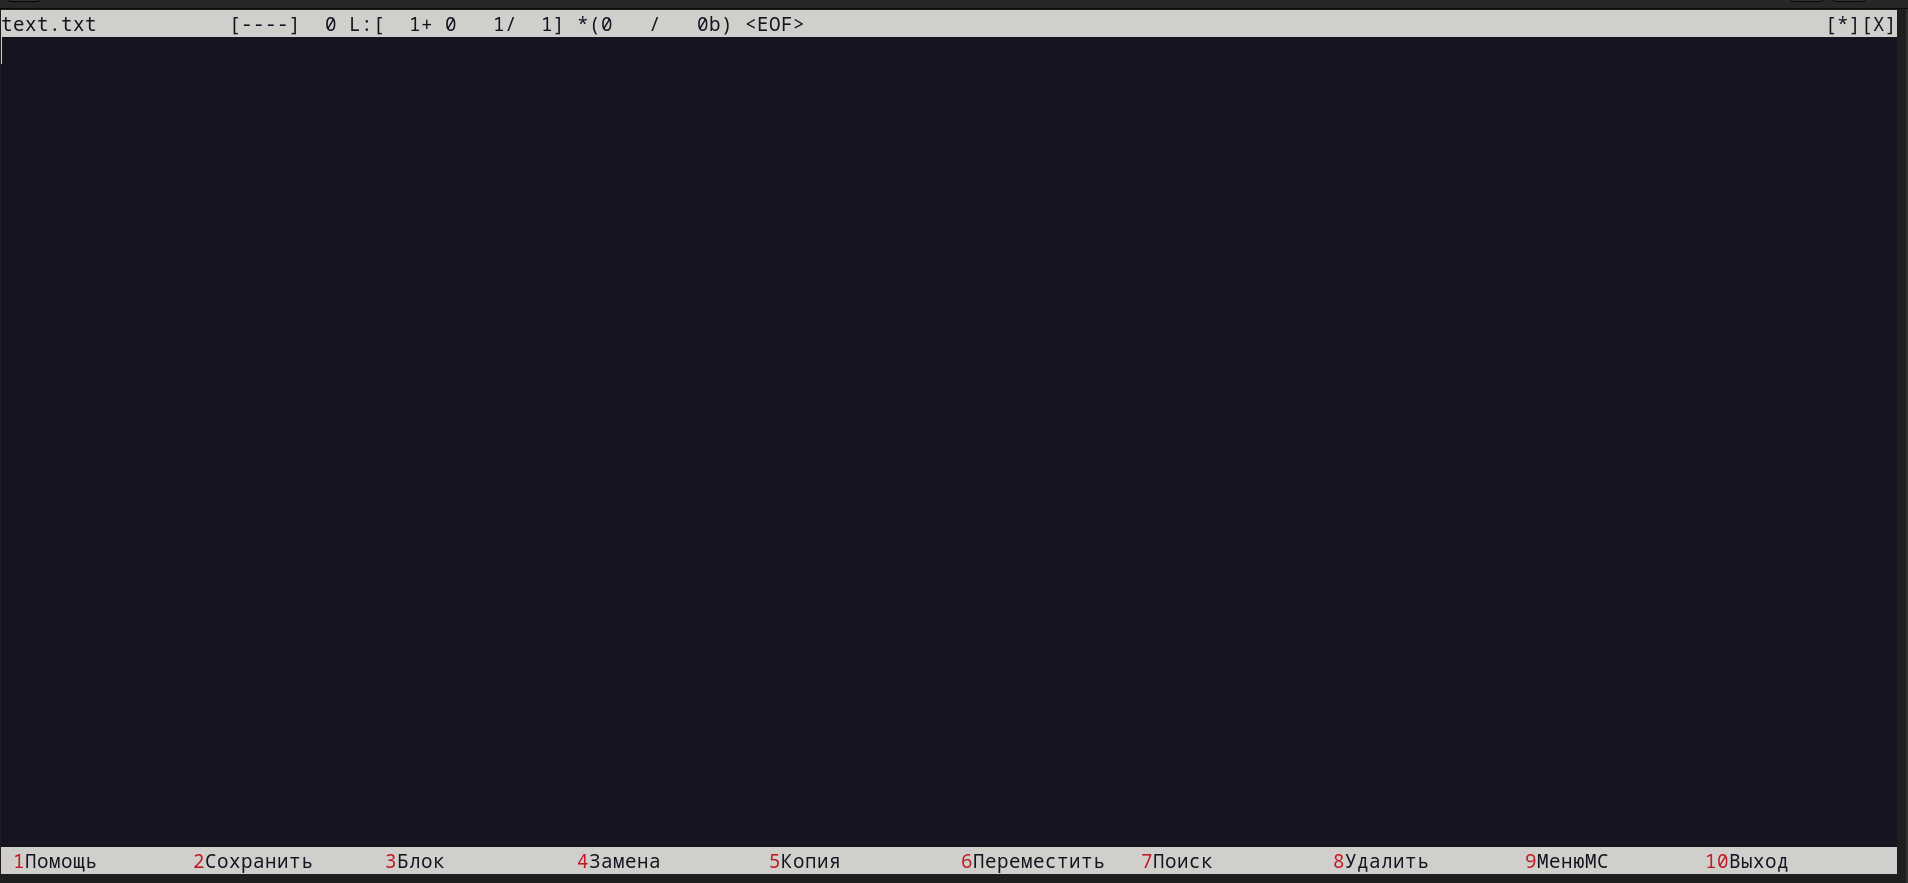 text.txt [----] 0 L:[ 1+ 0 1/ 1] *(0 / 0b) <EOF> [*][X]
1Помощь 2Сохранить 3Блок 4Замена 5Копия 6Переместить 7Поиск 8Удалить 9МенюMC 10Выход